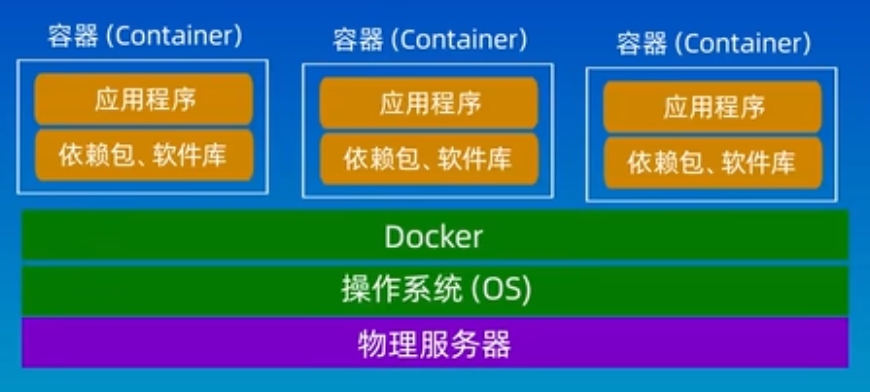 容器 (Container)
容器 (Container)
容器 (Container)
应用程序
应用程序
应用程序
依赖包、软件库
依赖包、软件库
依赖包、软件库
Docker
操作系统 (OS)
物理服务器